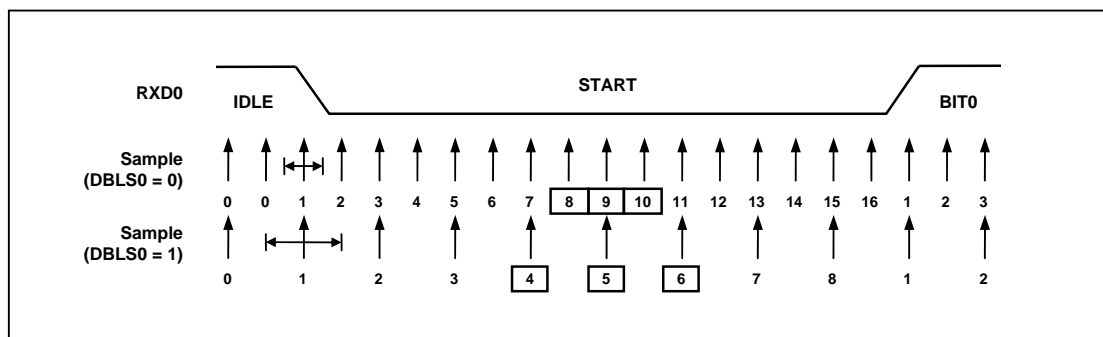 RXD0
IDLE
START
BIT0
Sample
(DBLS0 = 0)
0 0 1 2 3 4 5 6 7 8 9 10 11 12 13 14 15 16 1 2 3
Sample
(DBLS0 = 1)
0 1 2 3 4 5 6 7 8 1 2